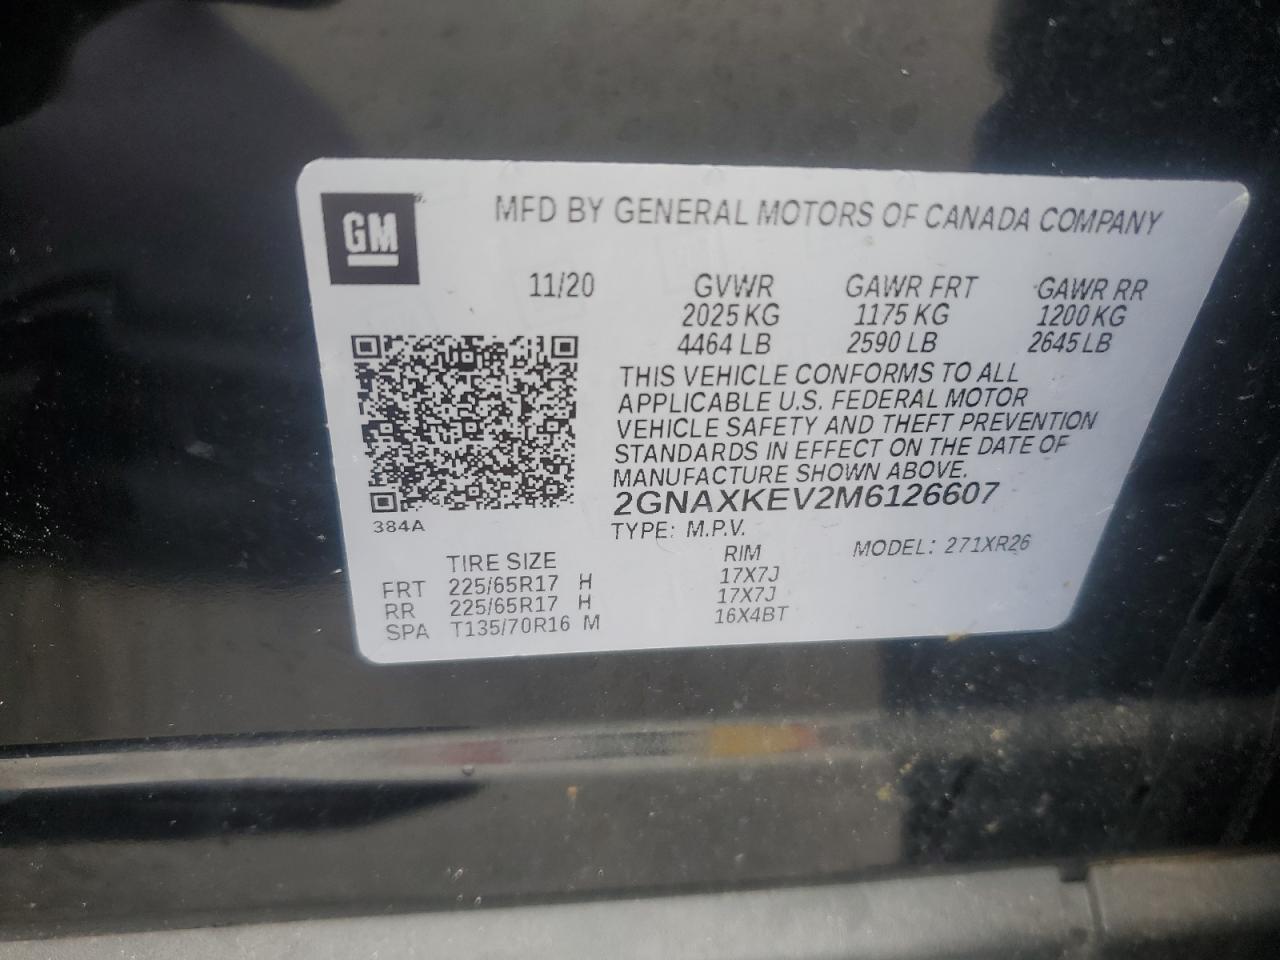 GM
MFD BY GENERAL MOTORS OF CANADA COMPANY
11/20 GVWR GAWR FRT GAWR RR
2025 KG 1175 KG 1200 KG
4464 LB 2590 LB 2645 LB
THIS VEHICLE CONFORMS TO ALL
APPLICABLE U.S. FEDERAL MOTOR
VEHICLE SAFETY AND THEFT PREVENTION
STANDARDS IN EFFECT ON THE DATE OF
MANUFACTURE SHOWN ABOVE.
2GNAXKEV2M6126607
384A
TYPE: M.P.V.
MODEL: 271XR26
TIRE SIZE RIM
FRT 225/65R17 H 17X7J
RR 225/65R17 H 17X7J
SPA T135/70R16 M 16X4BT